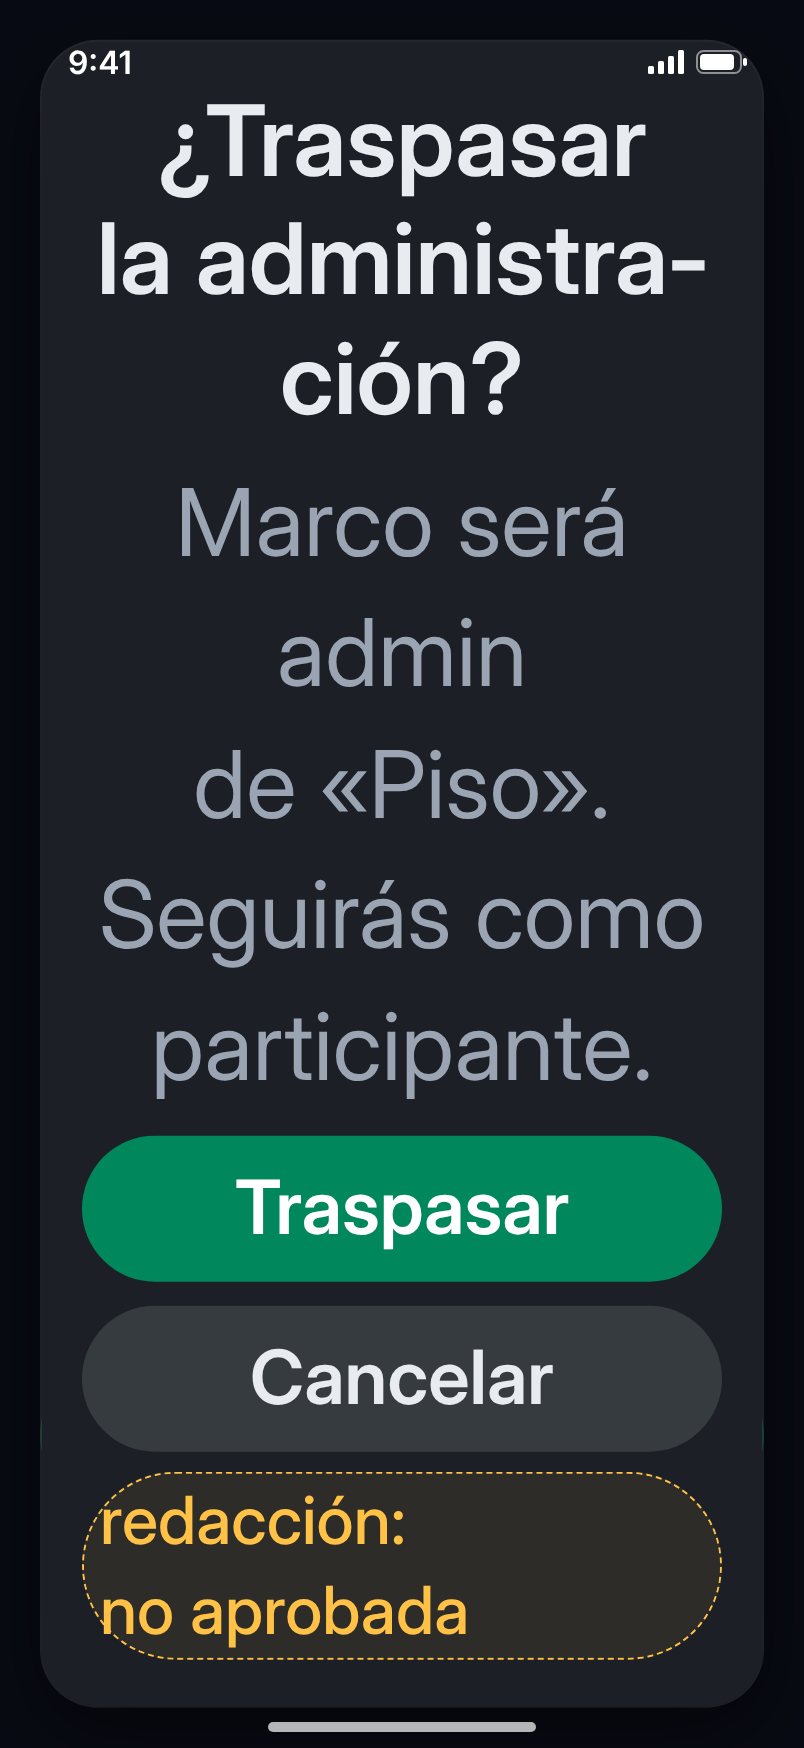 9:41
¿Traspasar
la administra-
ción?
Marco será
admin
de «Piso».
Seguirás como
participante.
Traspasar
Cancelar
redacción:
no aprobada